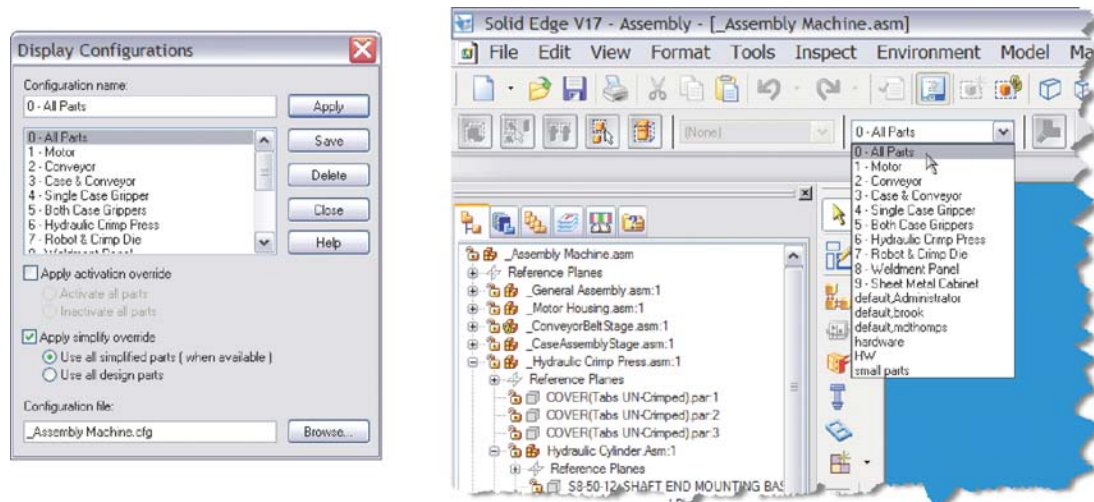 Display Configurations
Configuration name:
0 - All Parts
Apply
0 - All Parts
1 - Motor
2 - Conveyor
3 - Case & Conveyor
4 - Single Case Gripper
5 - Both Case Grippers
6 - Hydraulic Crimp Press
7 - Robot & Crimp Die
Save
Delete
Close
Help
Apply activation override
Activate all parts
Inactivate all parts
Apply simplify override
Use all simplified parts ( when available )
Use all design parts
Configuration file:
_Assembly Machine.cfg
Browse...
Solid Edge V17 - Assembly - [_Assembly Machine.asm]
File Edit View Format Tools Inspect Environment Model Ma
(None)
0 - All Parts
0 - All Parts
1 - Motor
2 - Conveyor
3 - Case & Conveyor
4 - Single Case Gripper
5 - Both Case Grippers
6 - Hydraulic Crimp Press
7 - Robot & Crimp Die
8 - Weldment Panel
9 - Sheet Metal Cabinet
default,Administrator
default,brook
default,mdthomps
hardware
HW
small parts
_Assembly Machine.asm
Reference Planes
_General Assembly.asm:1
_Motor Housing.asm:1
_ConveyorBeltStage.asm:1
_CaseAssemblyStage.asm:1
_Hydraulic Crimp Press.asm:1
Reference Planes
COVER(Tabs UN-Crimped).par:1
COVER(Tabs UN-Crimped).par:2
COVER(Tabs UN-Crimped).par:3
Hydraulic Cylinder.Asm:1
Reference Planes
S8-50-12-SHAFT END MOUNTING BAS